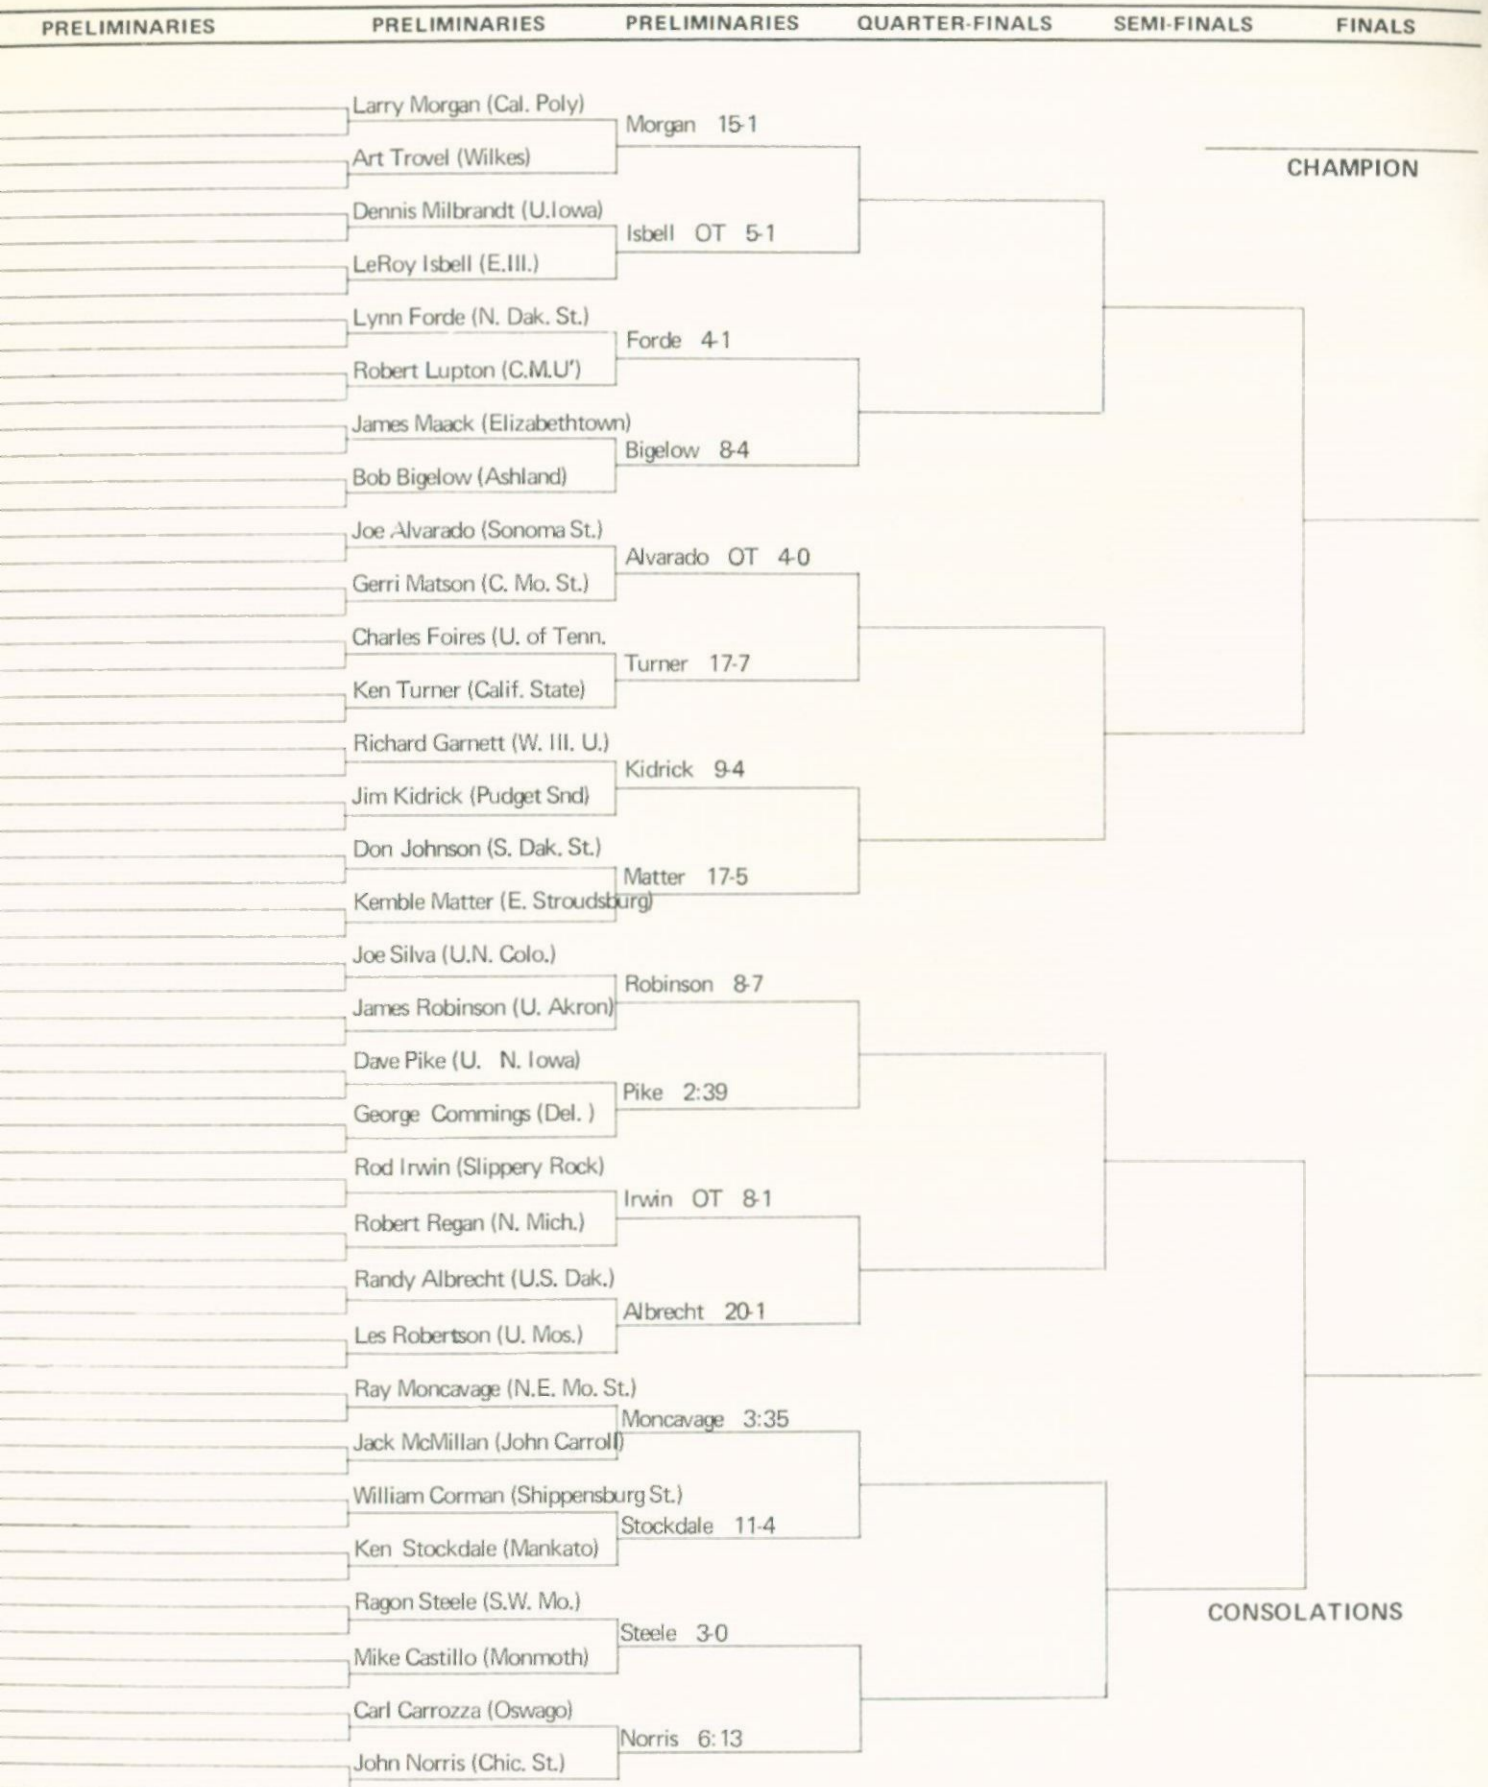 PRELIMINARIES PRELIMINARIES PRELIMINARIES QUARTER-FINALS SEMI-FINALS FINALS
Larry Morgan (Cal. Poly)
Morgan 15-1
Art Trovel (Wilkes)
CHAMPION
Dennis Milbrandt (U.Iowa)
Isbell OT 5-1
LeRoy Isbell (E.Ill.)
Lynn Forde (N. Dak. St.)
Forde 4-1
Robert Lupton (C.M.U')
James Maack (Elizabethtown)
Bigelow 8-4
Bob Bigelow (Ashland)
Joe Alvarado (Sonoma St.)
Alvarado OT 4-0
Gerri Matson (C. Mo. St.)
Charles Foires (U. of Tenn.
Turner 17-7
Ken Turner (Calif. State)
Richard Garnett (W. Ill. U.)
Kidrick 9-4
Jim Kidrick (Pudget Snd)
Don Johnson (S. Dak. St.)
Matter 17-5
Kemble Matter (E. Stroudsburg)
Joe Silva (U.N. Colo.)
Robinson 8-7
James Robinson (U. Akron)
Dave Pike (U. N. Iowa)
Pike 2:39
George Commings (Del. )
Rod Irwin (Slippery Rock)
Irwin OT 8-1
Robert Regan (N. Mich.)
Randy Albrecht (U.S. Dak.)
Albrecht 20-1
Les Robertson (U. Mos.)
Ray Moncavage (N.E. Mo. St.)
Moncavage 3:35
Jack McMillan (John Carroll)
William Corman (Shippensburg St.)
Stockdale 11-4
Ken Stockdale (Mankato)
Ragon Steele (S.W. Mo.)
CONSOLATIONS
Steele 3-0
Mike Castillo (Monmoth)
Carl Carrozza (Oswago)
Norris 6:13
John Norris (Chic. St.)